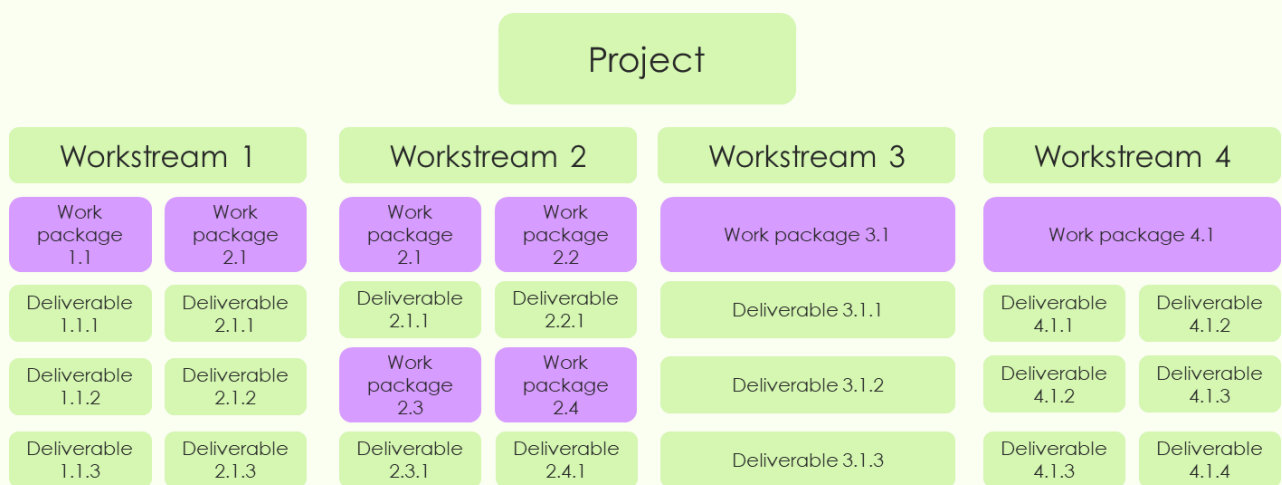 Project
Workstream 1
Workstream 2
Workstream 3
Workstream 4
Work
package
1.1
Work
package
2.1
Work
package
2.1
Work
package
2.2
Work package 3.1
Work package 4.1
Deliverable
1.1.1
Deliverable
2.1.1
Deliverable
2.1.1
Deliverable
2.2.1
Deliverable 3.1.1
Deliverable
4.1.1
Deliverable
4.1.2
Deliverable
1.1.2
Deliverable
2.1.2
Work
package
2.3
Work
package
2.4
Deliverable 3.1.2
Deliverable
4.1.2
Deliverable
4.1.3
Deliverable
1.1.3
Deliverable
2.1.3
Deliverable
2.3.1
Deliverable
2.4.1
Deliverable 3.1.3
Deliverable
4.1.3
Deliverable
4.1.4